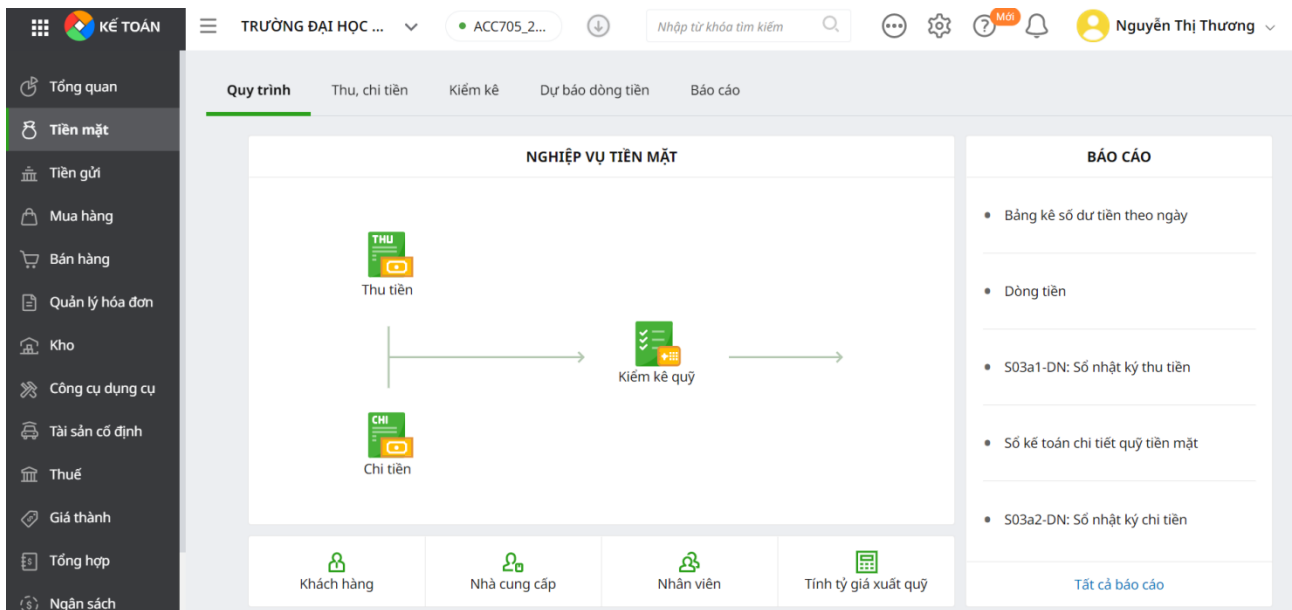 KẾ TOÁN
TRƯỜNG ĐẠI HỌC ...
ACC705_2...
Nhập từ khóa tìm kiếm
Mới
Nguyễn Thị Thương
Tổng quan
Tiền mặt
Tiền gửi
Mua hàng
Bán hàng
Quản lý hóa đơn
Kho
Công cụ dụng cụ
Tài sản cố định
Thuế
Giá thành
Tổng hợp
Ngân sách
Quy trình
Thu, chi tiền
Kiểm kê
Dự báo dòng tiền
Báo cáo
NGHIỆP VỤ TIỀN MẶT
THU
Thu tiền
Kiểm kê quỹ
CHI
Chi tiền
Khách hàng
Nhà cung cấp
Nhân viên
Tính tỷ giá xuất quỹ
BÁO CÁO
Bảng kê số dư tiền theo ngày
Dòng tiền
S03a1-DN: Sổ nhật ký thu tiền
Sổ kế toán chi tiết quỹ tiền mặt
S03a2-DN: Sổ nhật ký chi tiền
Tất cả báo cáo